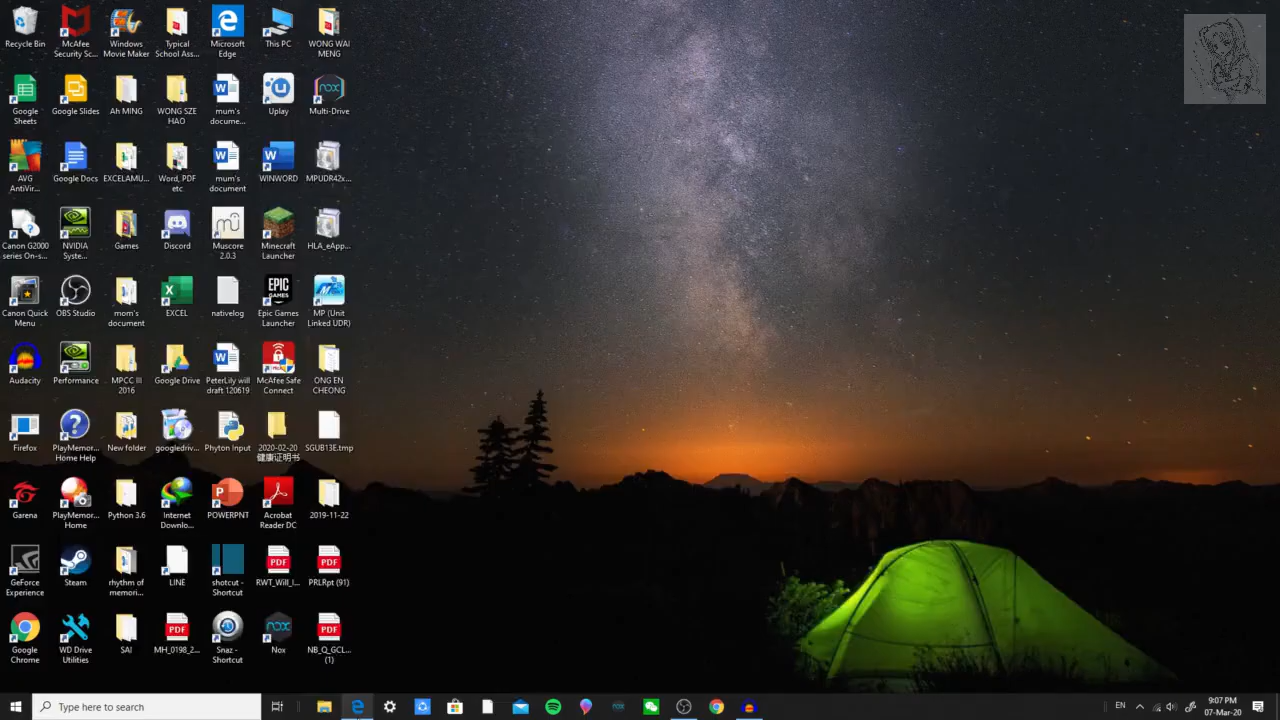 Recycle Bin
McAfee Security Sc...
Windows Movie Maker
Typical School Ass...
Microsoft Edge
This PC
WONG WAI MENG
Google Sheets
Google Slides
Ah MING
WONG SZE HAO
mum's docume...
Uplay
Multi-Drive
AVG AntiVir...
Google Docs
EXCELAMU...
Word, PDF etc
mum's document
WINWORD
MPUDR42x...
Canon G2000 series On-s...
NVIDIA Syste...
Games
Discord
Muscore 2.0.3
Minecraft Launcher
HLA_eApp...
Canon Quick Menu
OBS Studio
mom's document
EXCEL
nativelog
EPIC GAMES
Epic Games Launcher
MP (Unit Linked UDR)
Audacity
Performance
MPCC III 2016
Google Drive
PeterLily will draft 120619
McAfee Safe Connect
ONG EN CHEONG
Firefox
PlayMemor... Home Help
New folder
googledriv...
Phyton Input
2020-02-20 健康证明书
SGUB13E.tmp
Garena
PlayMemor... Home
Python 3.6
Internet Downlo...
POWERPNT
Acrobat Reader DC
2019-11-22
GeForce Experience
Steam
rhythm of memori...
LINE
shotcut - Shortcut
PDF
RWT_Will_I...
PDF
PRLRpt (91)
Google Chrome
WD Drive Utilities
SAI
PDF
MH_0198_2...
Snaz - Shortcut
nox
Nox
PDF
NB_Q_GCL... (1)
Type here to search
EN
9:07 PM
07-Mar-20